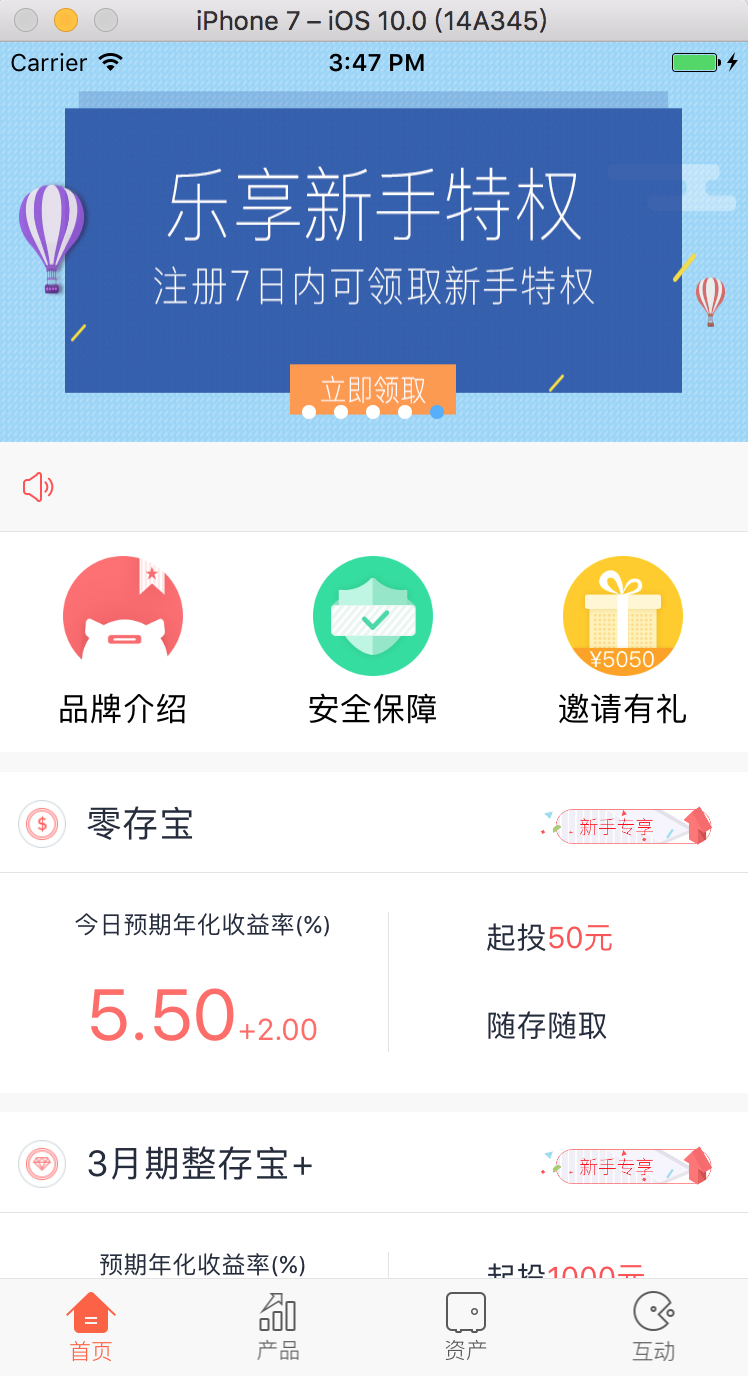 iPhone 7 – iOS 10.0 (14A345)
Carrier 3:47 PM
乐享新手特权
注册7日内可领取新手特权
立即领取
¥5050
品牌介绍 安全保障 邀请有礼
零存宝 新手专享
今日预期年化收益率(%) 起投50元
5.50+2.00 随存随取
3月期整存宝+ 新手专享
预期年化收益率(%) 起投1000元
首页 产品 资产 互动